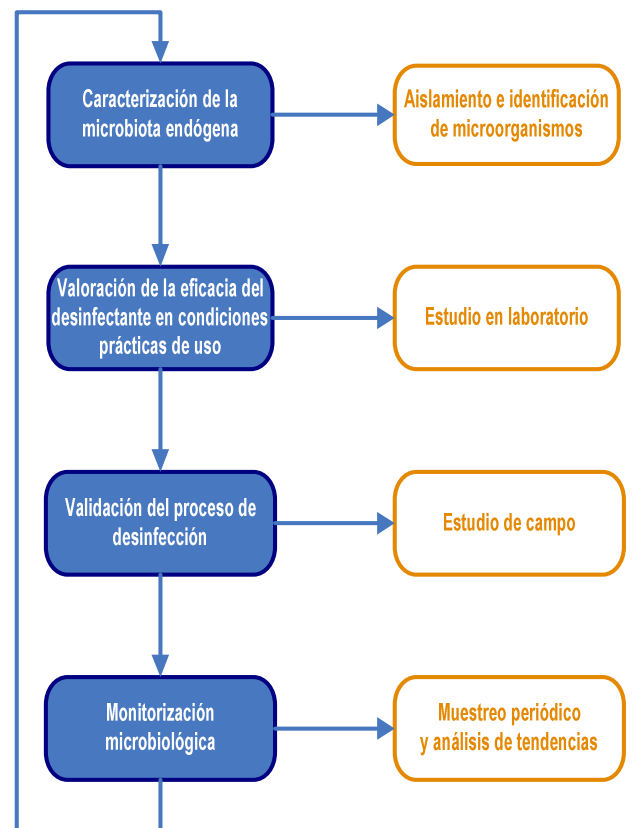 Caracterización de la
microbiota endógena
Aislamiento e identificación
de microorganismos
Valoración de la eficacia del
desinfectante en condiciones
prácticas de uso
Estudio en laboratorio
Validación del proceso de
desinfección
Estudio de campo
Monitorización
microbiológica
Muestreo periódico
y análisis de tendencias